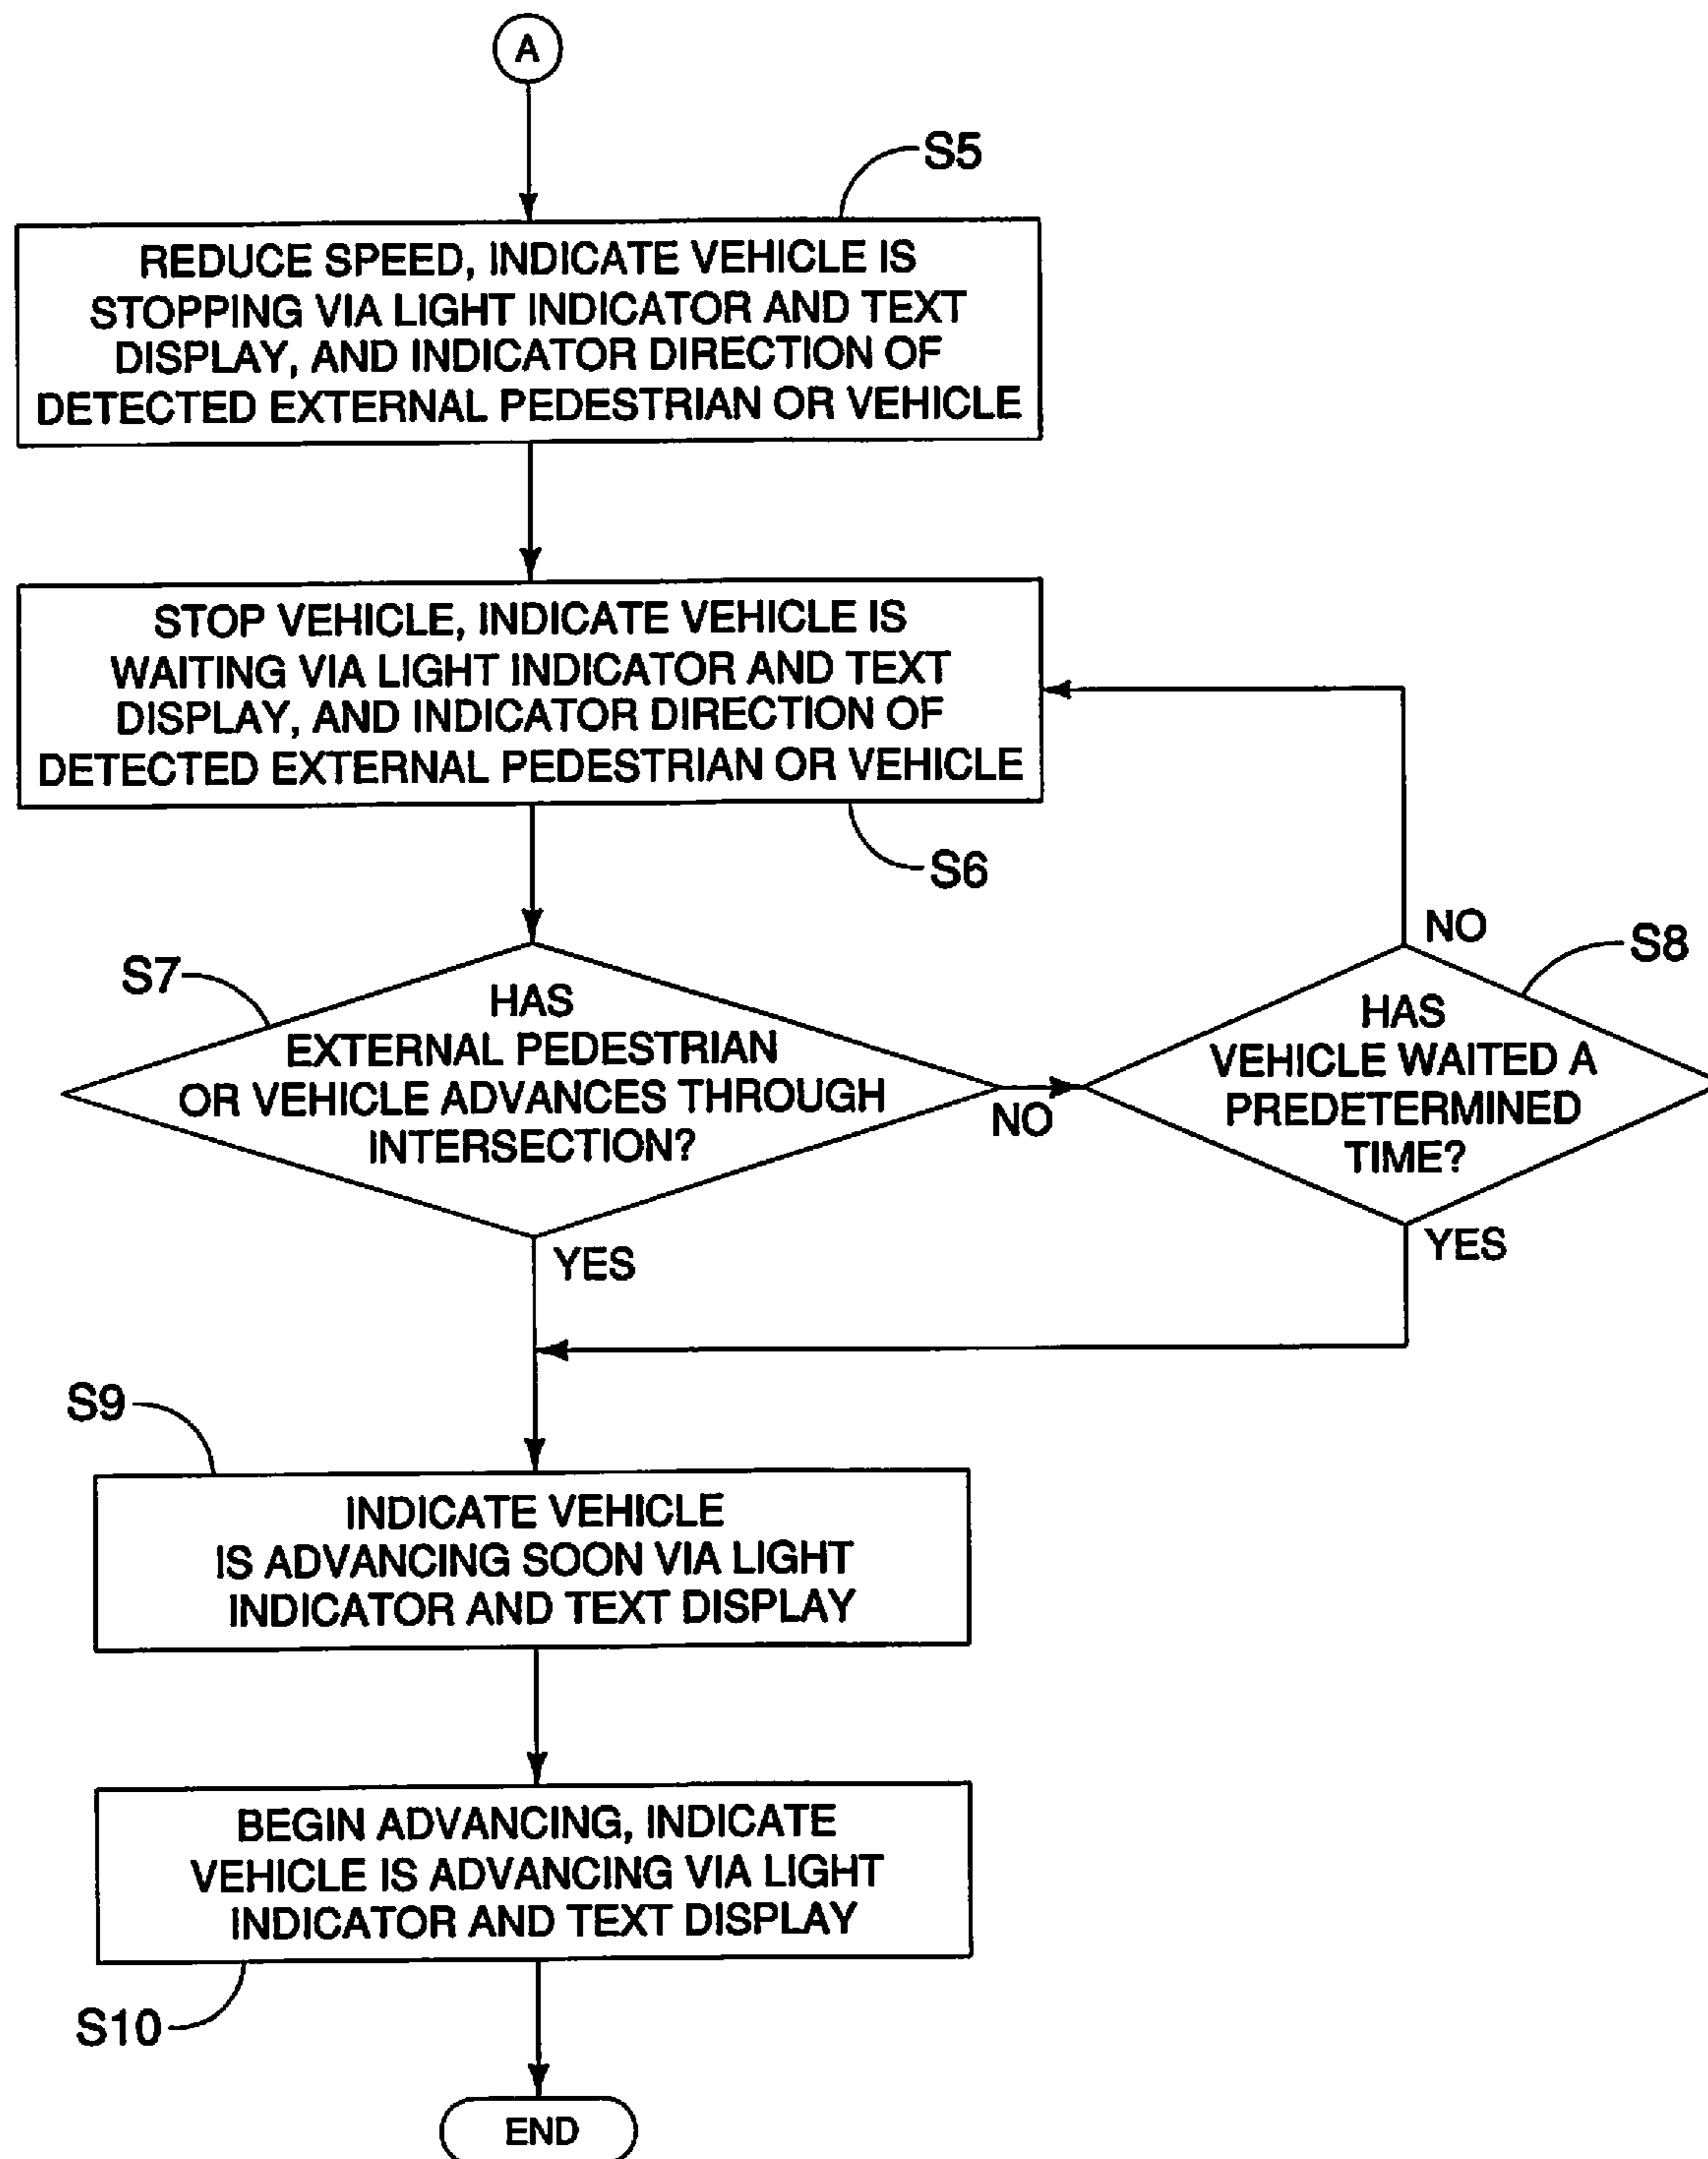 A
S5
REDUCE SPEED, INDICATE VEHICLE IS
STOPPING VIA LIGHT INDICATOR AND TEXT
DISPLAY, AND INDICATOR DIRECTION OF
DETECTED EXTERNAL PEDESTRIAN OR VEHICLE
STOP VEHICLE, INDICATE VEHICLE IS
WAITING VIA LIGHT INDICATOR AND TEXT
DISPLAY, AND INDICATOR DIRECTION OF
DETECTED EXTERNAL PEDESTRIAN OR VEHICLE
S6
S7
HAS
EXTERNAL PEDESTRIAN
OR VEHICLE ADVANCES THROUGH
INTERSECTION?
NO
YES
NO
S8
HAS
VEHICLE WAITED A
PREDETERMINED
TIME?
YES
S9
INDICATE VEHICLE
IS ADVANCING SOON VIA LIGHT
INDICATOR AND TEXT DISPLAY
BEGIN ADVANCING, INDICATE
VEHICLE IS ADVANCING VIA LIGHT
INDICATOR AND TEXT DISPLAY
S10
END